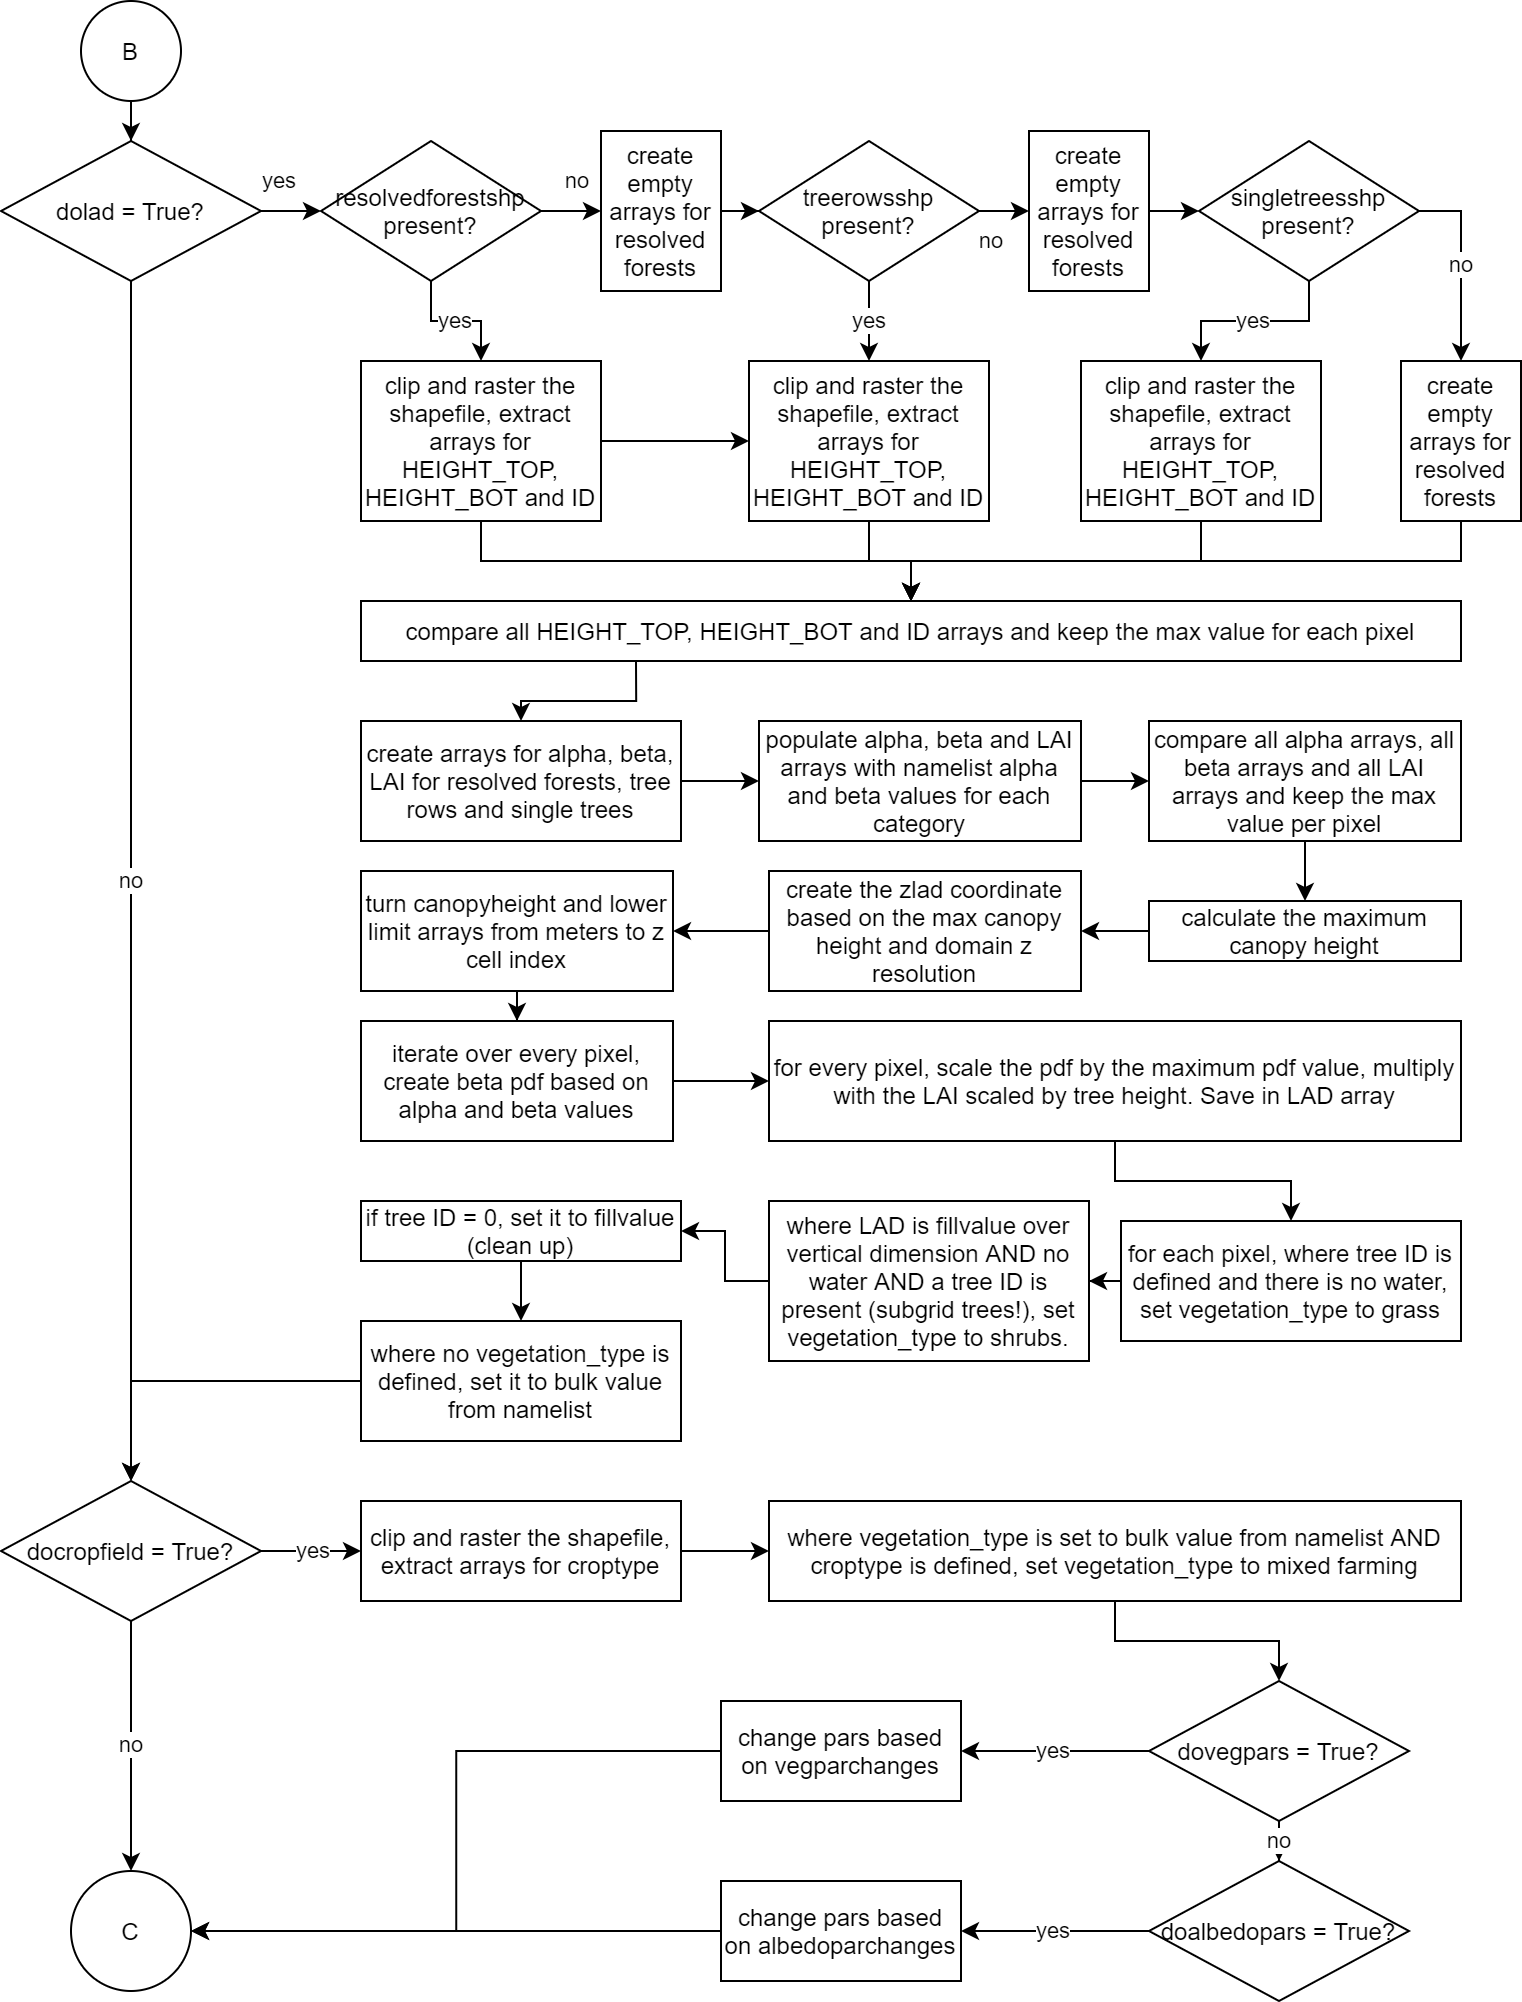 B
dolad = True?
yes
resolvedforestshp
present?
no
create
empty
arrays for
resolved
forests
treerowsshp
present?
no
create
empty
arrays for
resolved
forests
singletreesshp
present?
no
yes
yes
yes
clip and raster the
shapefile, extract
arrays for
HEIGHT_TOP,
HEIGHT_BOT and ID
clip and raster the
shapefile, extract
arrays for
HEIGHT_TOP,
HEIGHT_BOT and ID
clip and raster the
shapefile, extract
arrays for
HEIGHT_TOP,
HEIGHT_BOT and ID
create
empty
arrays for
resolved
forests
compare all HEIGHT_TOP, HEIGHT_BOT and ID arrays and keep the max value for each pixel
create arrays for alpha, beta,
LAI for resolved forests, tree
rows and single trees
populate alpha, beta and LAI
arrays with namelist alpha
and beta values for each
category
compare all alpha arrays, all
beta arrays and all LAI
arrays and keep the max
value per pixel
no
turn canopyheight and lower
limit arrays from meters to z
cell index
create the zlad coordinate
based on the max canopy
height and domain z
resolution
calculate the maximum
canopy height
iterate over every pixel,
create beta pdf based on
alpha and beta values
for every pixel, scale the pdf by the maximum pdf value, multiply
with the LAI scaled by tree height. Save in LAD array
if tree ID = 0, set it to fillvalue
(clean up)
where LAD is fillvalue over
vertical dimension AND no
water AND a tree ID is
present (subgrid trees!), set
vegetation_type to shrubs.
for each pixel, where tree ID is
defined and there is no water,
set vegetation_type to grass
where no vegetation_type is
defined, set it to bulk value
from namelist
docropfield = True?
yes
clip and raster the shapefile,
extract arrays for croptype
where vegetation_type is set to bulk value from namelist AND
croptype is defined, set vegetation_type to mixed farming
no
change pars based
on vegparchanges
yes
dovegpars = True?
no
C
change pars based
on albedoparchanges
yes
doalbedopars = True?